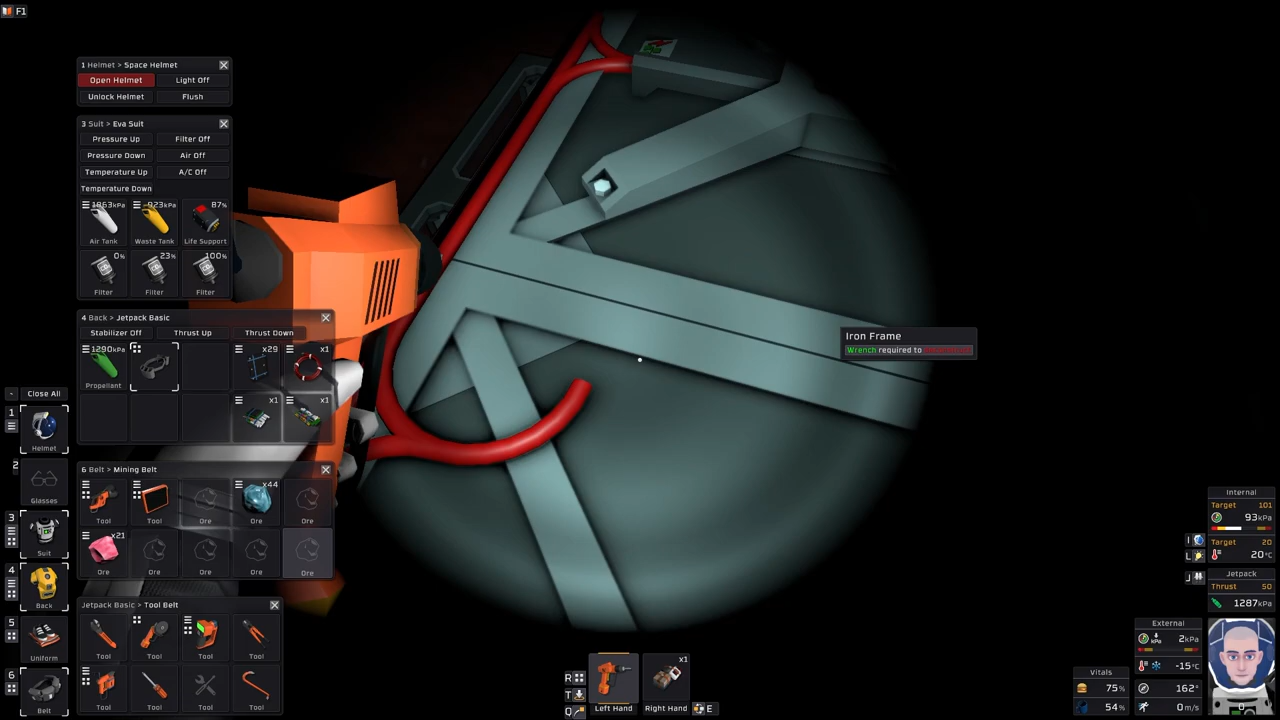 F1
1 Helmet > Space Helmet
Open Helmet Light Off
Unlock Helmet Flush
3 Suit > Eva Suit
Pressure Up Filter Off
Pressure Down Air Off
Temperature Up A/C Off
Temperature Down
1863kPa 923kPa 87%
Air Tank Waste Tank Life Support
0% 23% 100%
Filter Filter Filter
4 Back > Jetpack Basic
Stabilizer Off Thrust Up Thrust Down
1290kPa x29 x1
Propellant
x1 x1
Iron Frame
Wrench required to
- Close All
1
Helmet
2
Glasses
3
Suit
4
Back
5
Uniform
6
Belt
6 Belt > Mining Belt
x44
Tool Tool Ore Ore Ore
x21
Ore Ore Ore Ore Ore
Jetpack Basic > Tool Belt
Tool Tool Tool Tool
Tool Tool Tool Tool
R
T
Q
Left Hand
x1
Right Hand
E
Internal
Target 101
93kPa
Target 20
20°C
I
L
J
Jetpack
Thrust 50
1287kPa
External
kPa 2kPa
-15°C
162°
0m/s
Vitals
75%
54%
0